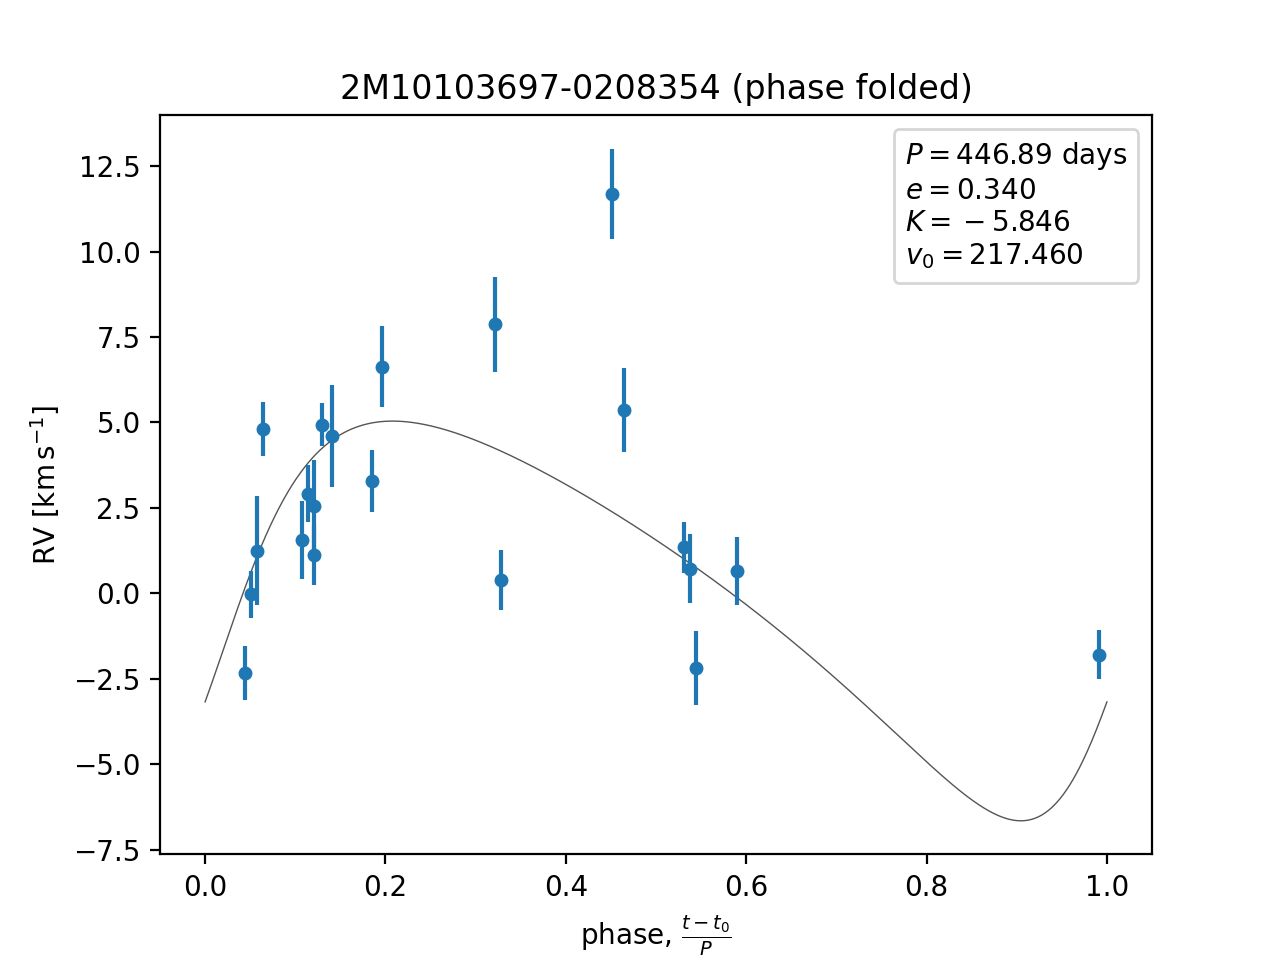 2M10103697-0208354 (phase folded)
P = 446.89 days
e = 0.340
K = −5.846
v₀ = 217.460
12.5
10.0
7.5
5.0
2.5
0.0
−2.5
−5.0
−7.5
RV [km s⁻¹]
0.0 0.2 0.4 0.6 0.8 1.0
phase, (t − t₀)/P